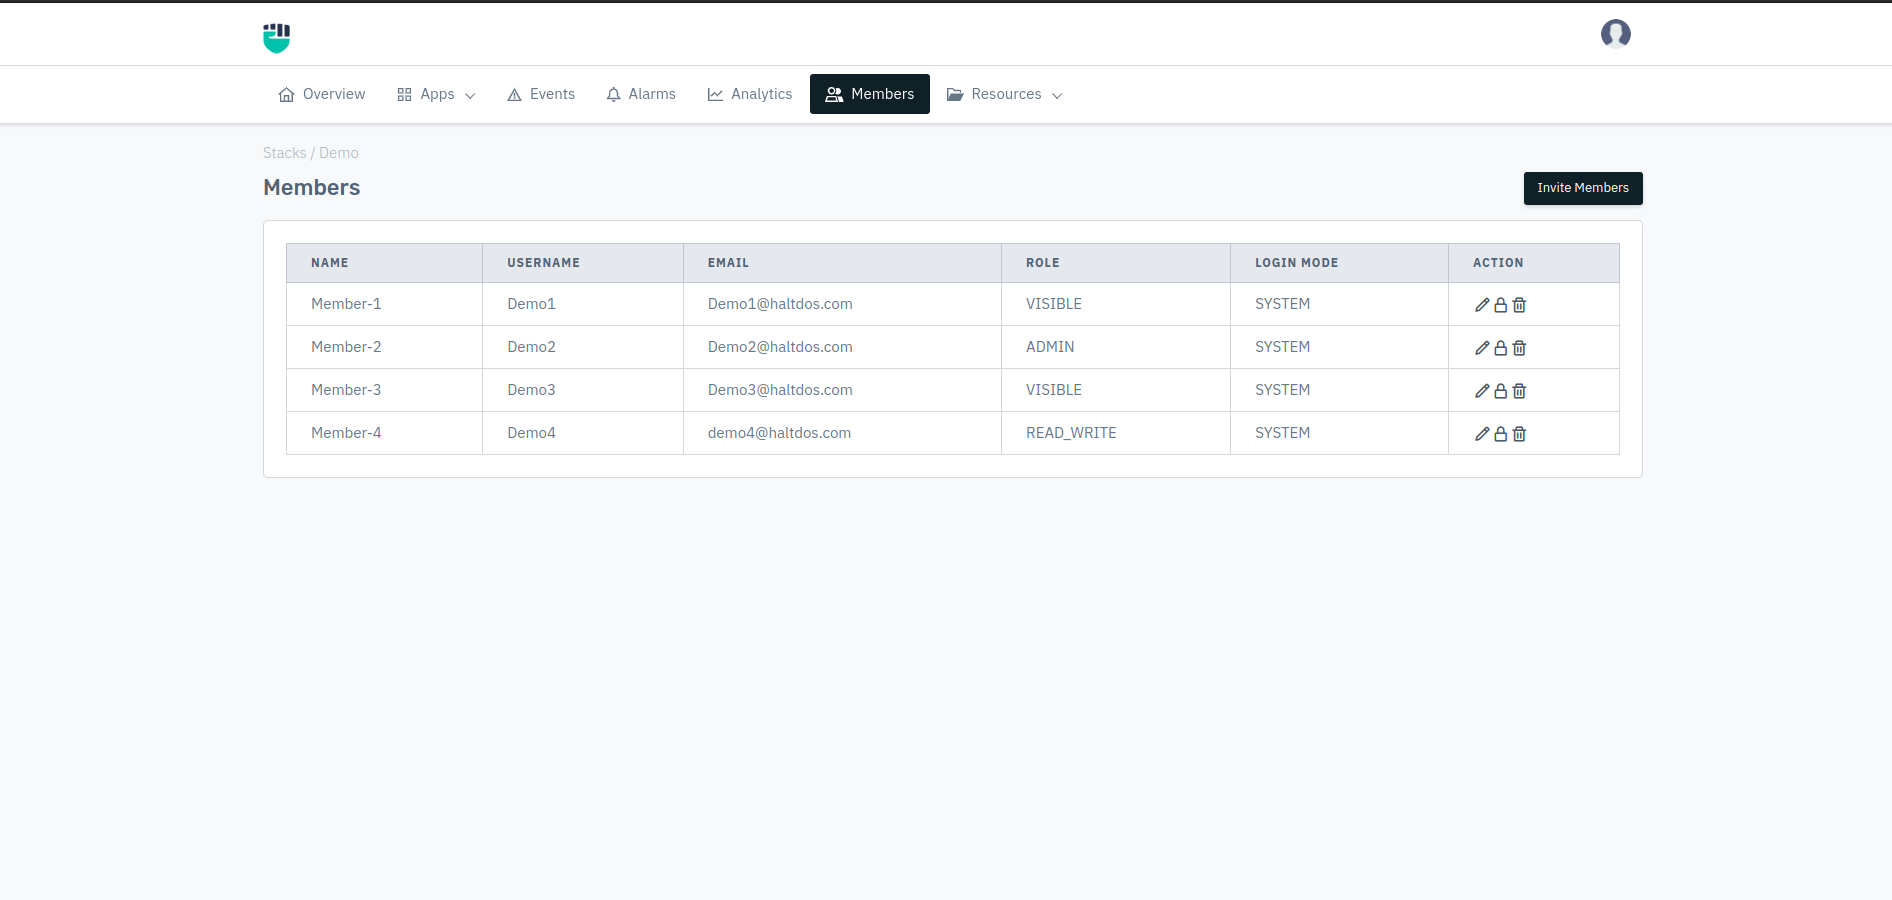 Overview Apps Events Alarms Analytics Members Resources
Stacks / Demo
Members
Invite Members
NAME USERNAME EMAIL ROLE LOGIN MODE ACTION
Member-1 Demo1 Demo1@haltdos.com VISIBLE SYSTEM
Member-2 Demo2 Demo2@haltdos.com ADMIN SYSTEM
Member-3 Demo3 Demo3@haltdos.com VISIBLE SYSTEM
Member-4 Demo4 demo4@haltdos.com READ_WRITE SYSTEM